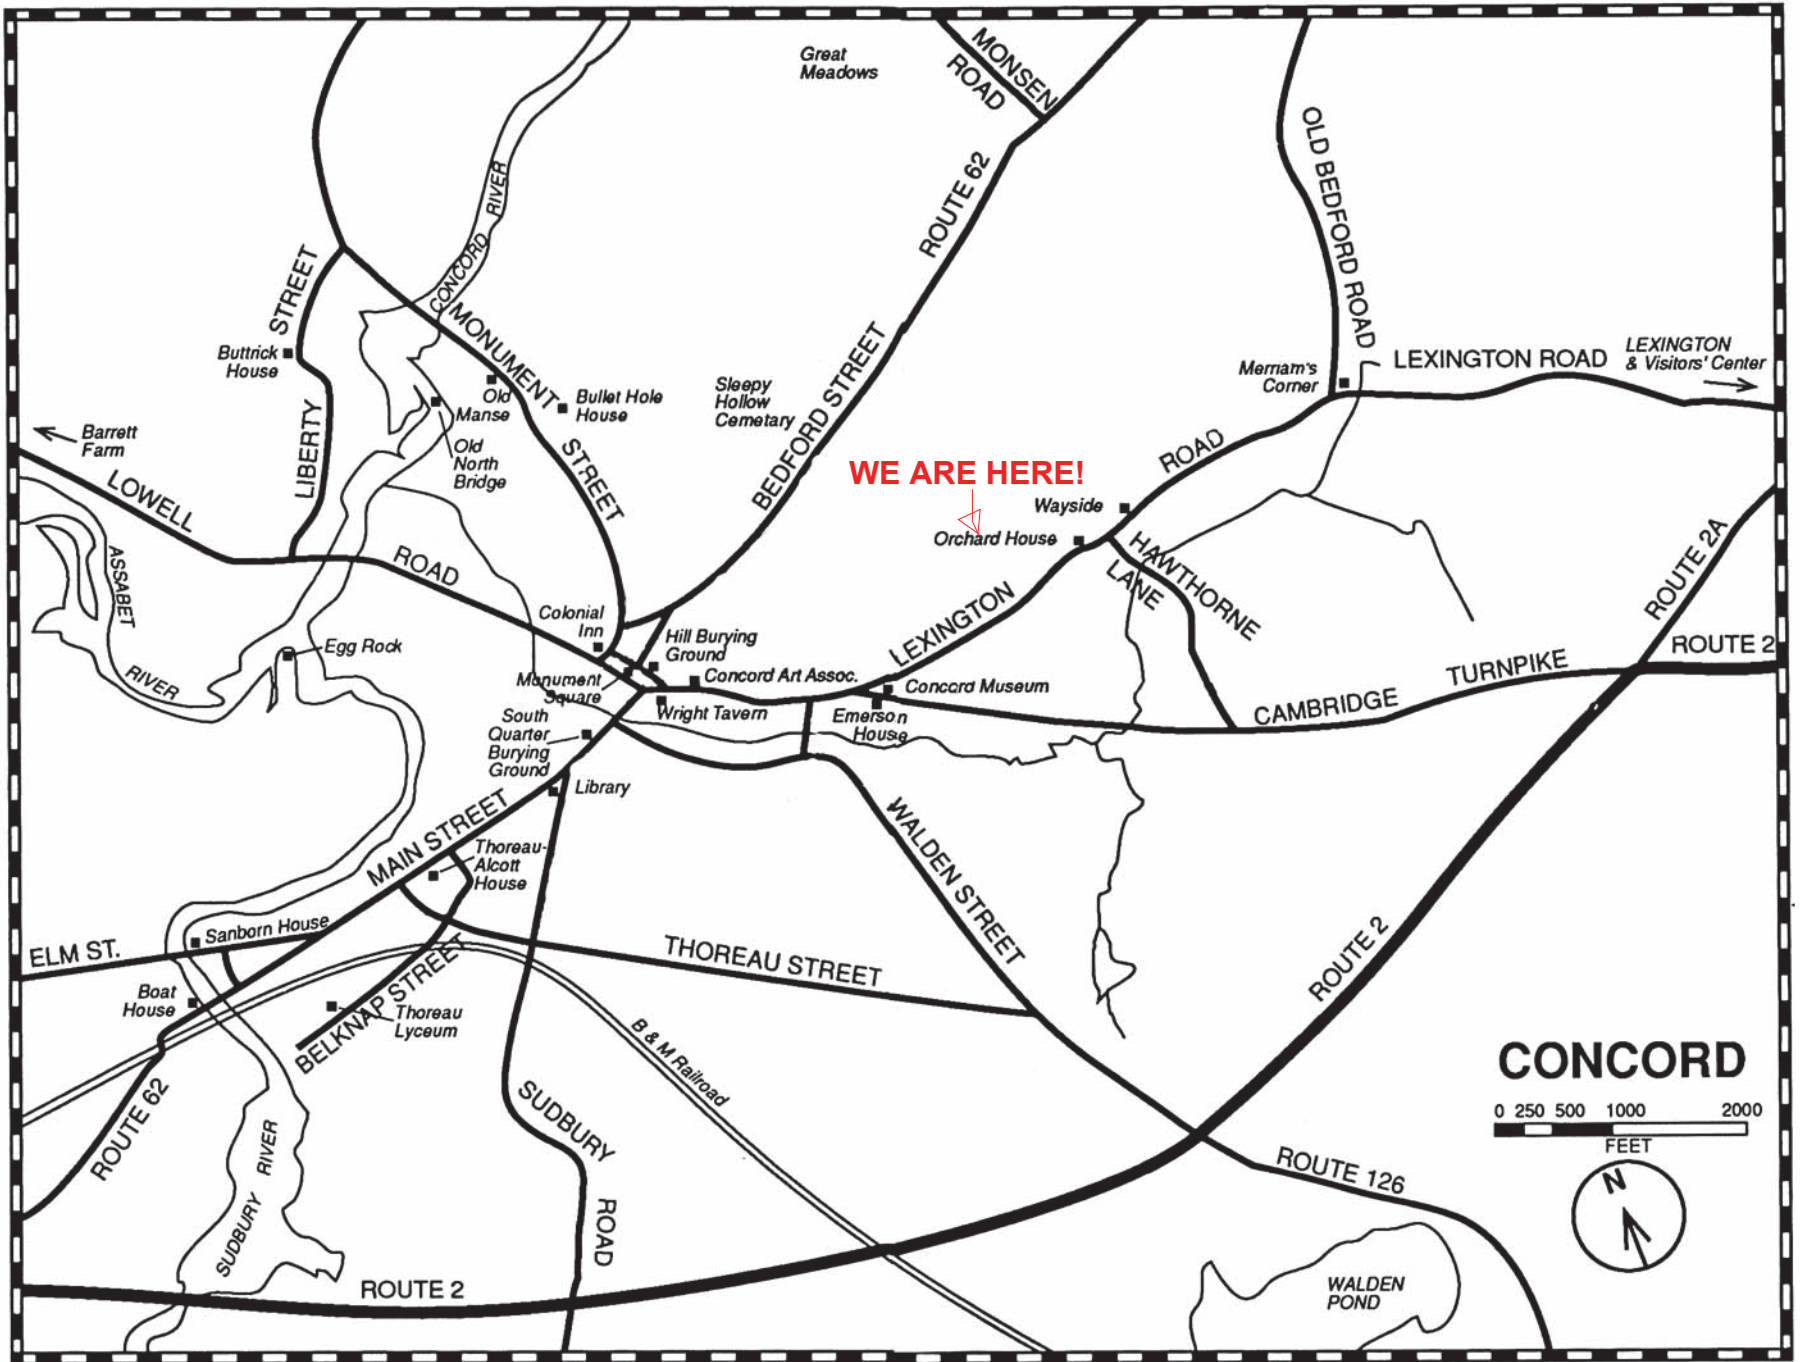 Great
Meadows
MONSEN
ROAD
OLD BEDFORD ROAD
CONCORD RIVER
ROUTE 62
STREET
LIBERTY
Buttrick
House
MONUMENT
STREET
Old
Manse
Bullet Hole
House
Old
North
Bridge
Sleepy
Hollow
Cemetary
BEDFORD STREET
Merriam's
Corner
LEXINGTON ROAD
LEXINGTON
& Visitors' Center
Barrett
Farm
LOWELL
ROAD
WE ARE HERE!
Wayside
Orchard House
ROAD
LEXINGTON
HAWTHORNE
LANE
ROUTE 2A
ROUTE 2
ASSABET
RIVER
Egg Rock
Colonial
Inn
Hill Burying
Ground
Monument
Square
Concord Art Assoc.
Wright Tavern
Concord Museum
Emerson
House
CAMBRIDGE
TURNPIKE
South
Quarter
Burying
Ground
Library
MAIN STREET
Thoreau-
Alcott
House
WALDEN STREET
ELM ST.
Sanborn House
THOREAU STREET
ROUTE 2
Boat
House
BELKNAP STREET
Thoreau
Lyceum
B & M Railroad
ROUTE 62
SUDBURY
ROAD
SUDBURY RIVER
ROUTE 2
ROUTE 126
WALDEN
POND
CONCORD
0 250 500 1000 2000
FEET
N